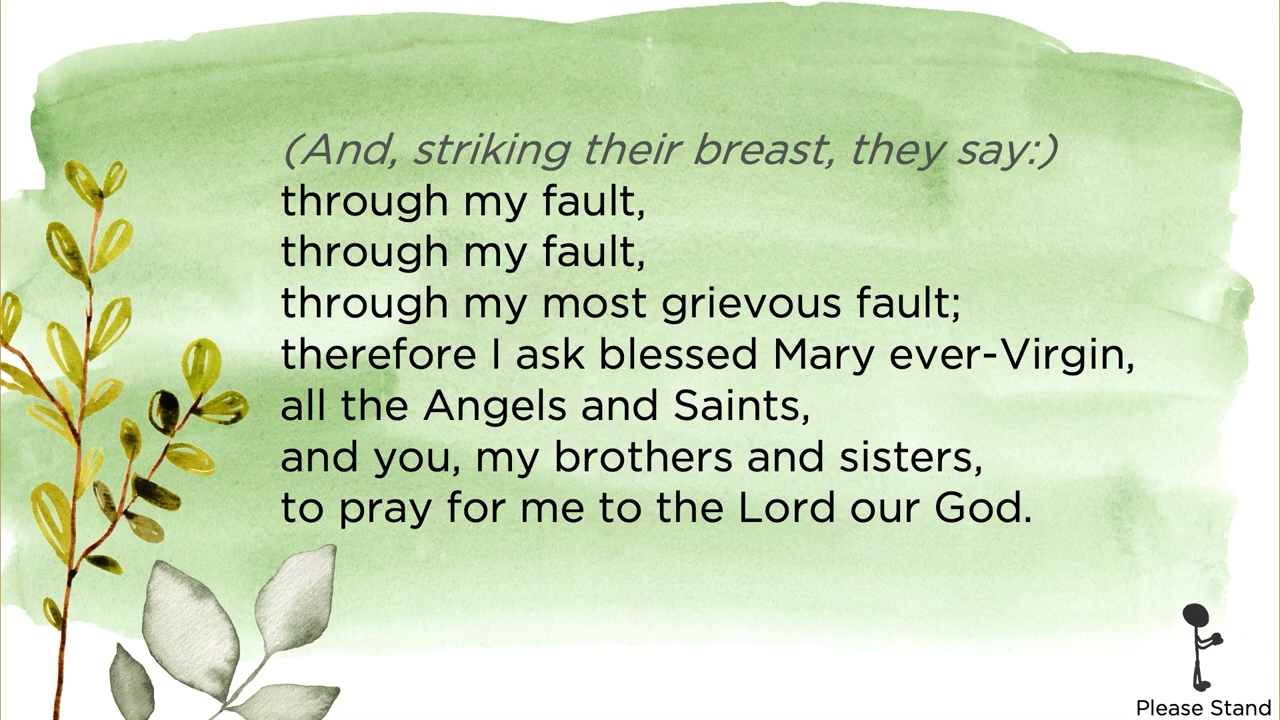 (And, striking their breast, they say:)
through my fault,
through my fault,
through my most grievous fault;
therefore I ask blessed Mary ever-Virgin,
all the Angels and Saints,
and you, my brothers and sisters,
to pray for me to the Lord our God.
Please Stand